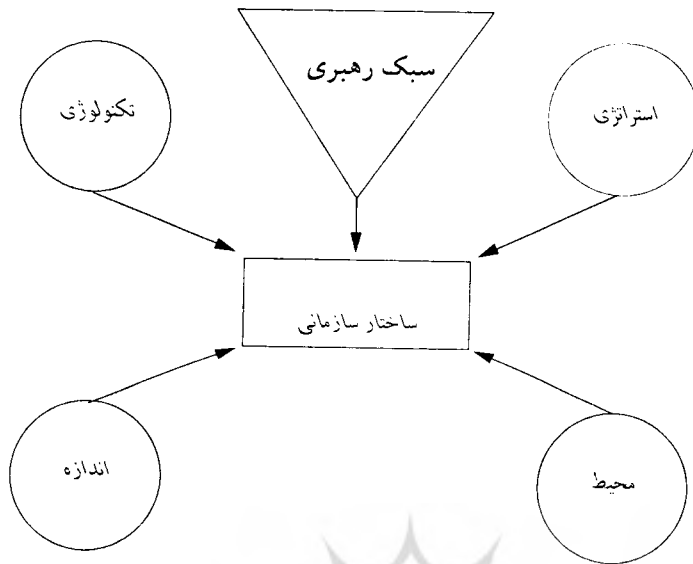 سبک رهبری
استراتژی
تکنولوژی
ساختار سازمانی
محیط
اندازه